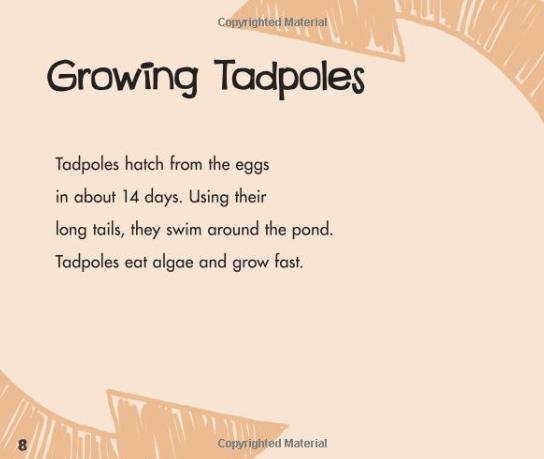 Copyrighted Material
Growing Tadpoles
Tadpoles hatch from the eggs
in about 14 days. Using their
long tails, they swim around the pond.
Tadpoles eat algae and grow fast.
8
Copyrighted Material